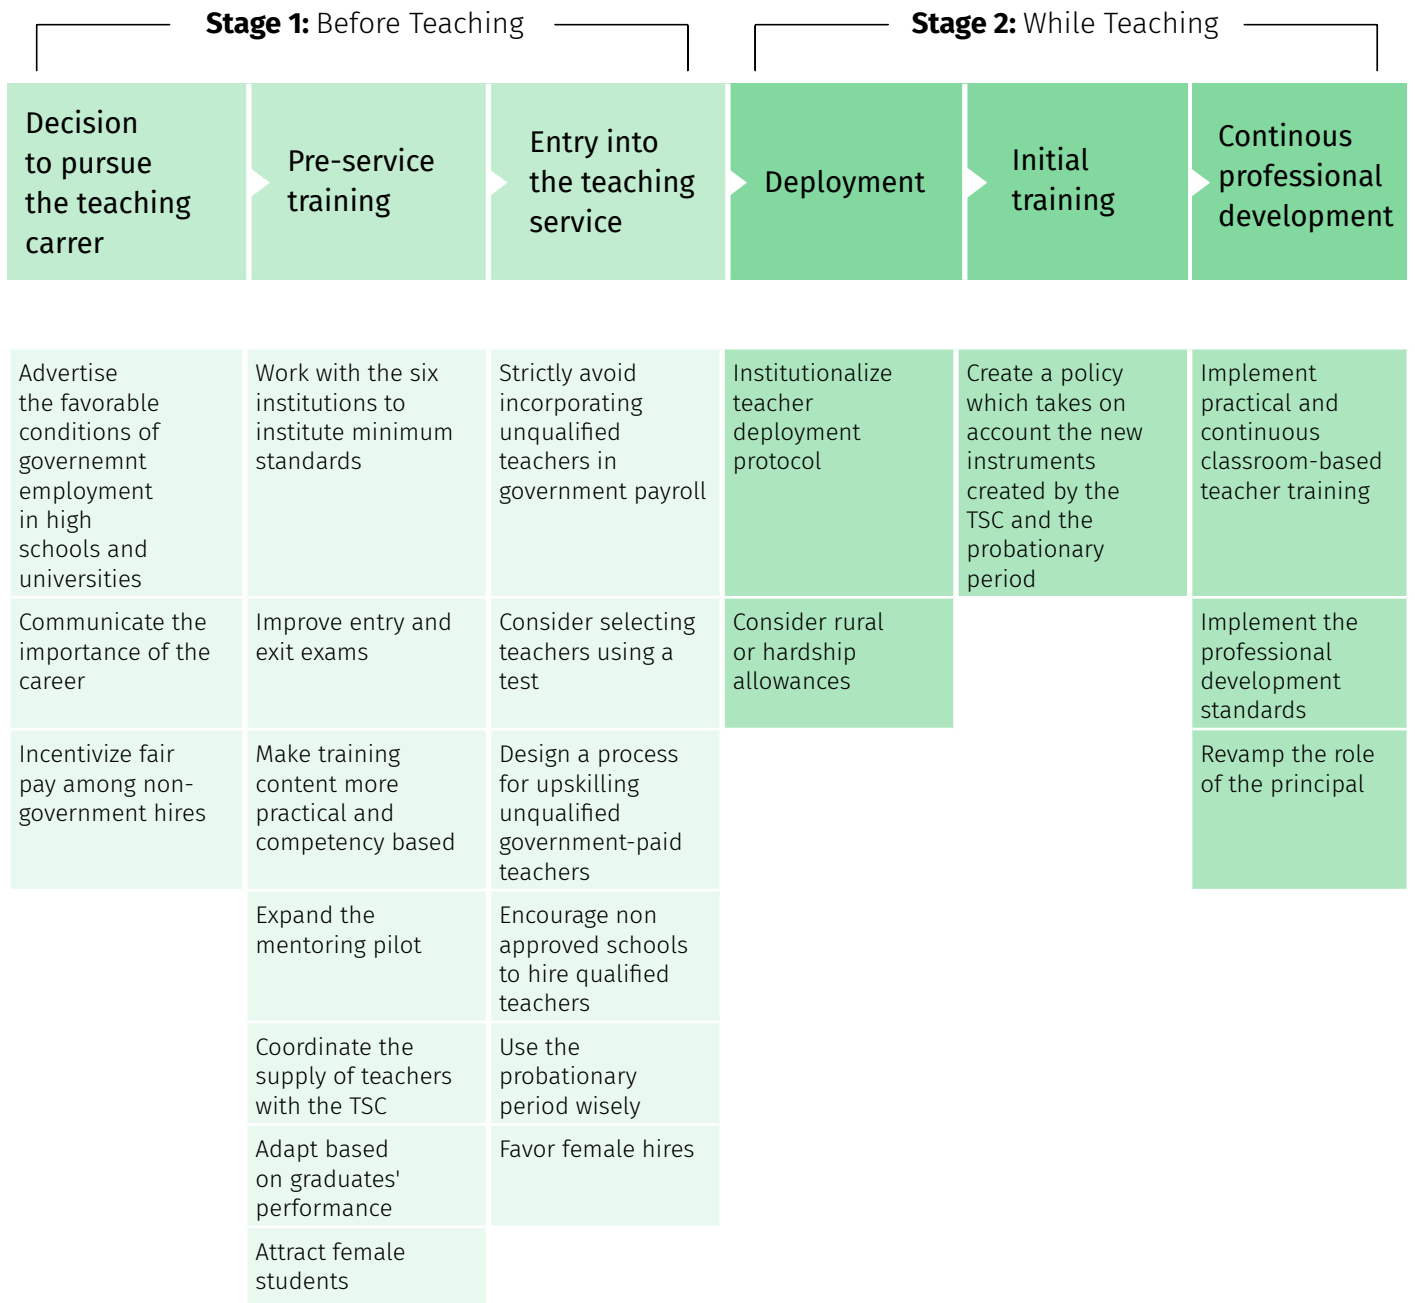 Stage 1: Before Teaching
Stage 2: While Teaching
Decision
to pursue
the teaching
carrer
Pre-service
training
Entry into
the teaching
service
Deployment
Initial
training
Continous
professional
development
Advertise
the favorable
conditions of
governemnt
employment
in high
schools and
universities
Communicate the
importance of the
career
Incentivize fair
pay among non-
government hires
Work with the six
institutions to
institute minimum
standards
Improve entry and
exit exams
Make training
content more
practical and
competency based
Expand the
mentoring pilot
Coordinate the
supply of teachers
with the TSC
Adapt based
on graduates'
performance
Attract female
students
Strictly avoid
incorporating
unqualified
teachers in
government payroll
Consider selecting
teachers using a
test
Design a process
for upskilling
unqualified
government-paid
teachers
Encourage non
approved schools
to hire qualified
teachers
Use the
probationary
period wisely
Favor female hires
Institutionalize
teacher
deployment
protocol
Consider rural
or hardship
allowances
Create a policy
which takes on
account the new
instruments
created by the
TSC and the
probationary
period
Implement
practical and
continuous
classroom-based
teacher training
Implement the
professional
development
standards
Revamp the role
of the principal